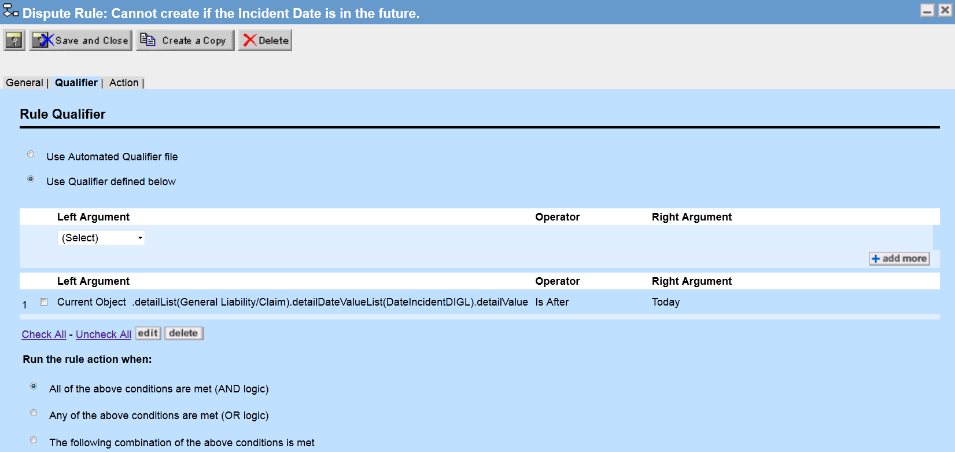 Dispute Rule: Cannot create if the Incident Date is in the future.
Save and Close Create a Copy Delete
General | Qualifier | Action |
Rule Qualifier
Use Automated Qualifier file
Use Qualifier defined below
Left Argument Operator Right Argument
(Select)
+ add more
Left Argument Operator Right Argument
1 Current Object .detailList(General Liability/Claim).detailDateValueList(DateIncidentDIGL).detailValue Is After Today
Check All - Uncheck All edit delete
Run the rule action when:
All of the above conditions are met (AND logic)
Any of the above conditions are met (OR logic)
The following combination of the above conditions is met